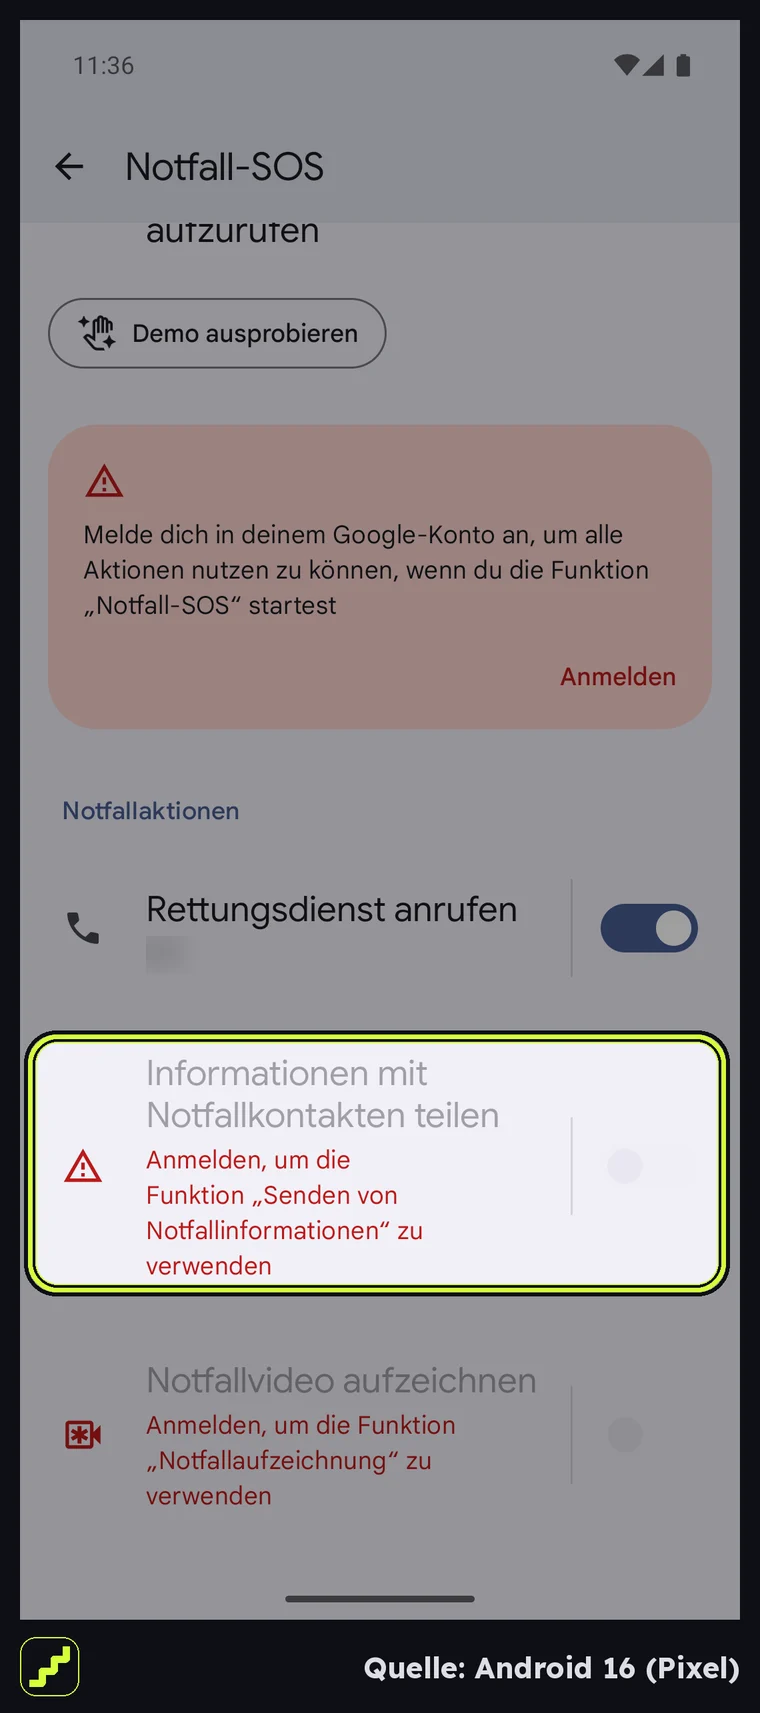 11:36
Notfall-SOS
aufzurufen
Demo ausprobieren
Melde dich in deinem Google-Konto an, um alle
Aktionen nutzen zu können, wenn du die Funktion
„Notfall-SOS“ startest
Anmelden
Notfallaktionen
Rettungsdienst anrufen
Informationen mit
Notfallkontakten teilen
Anmelden, um die
Funktion „Senden von
Notfallinformationen“ zu
verwenden
Notfallvideo aufzeichnen
Anmelden, um die Funktion
„Notfallaufzeichnung“ zu
verwenden
Quelle: Android 16 (Pixel)